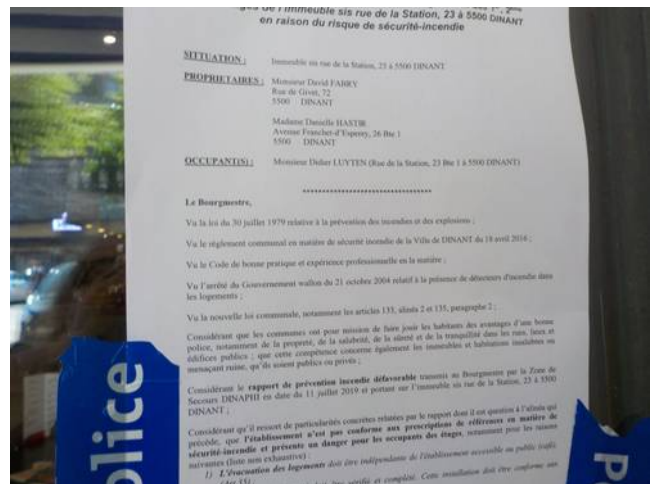 de l'immeuble sis rue de la Station, 23 à 5500 DINANT
en raison du risque de sécurité-incendie
SITTUATION : Immeuble sis rue de la Station, 23 à 5500 DINANT
PROPRIETAIRES : Monsieur David FABRY
Rue de Givet, 72
5500 DINANT
Madame Danielle HASTIR
Avenue Franchet d'Esperey, 26 Bte 1
5500 DINANT
OCCUPANT(S) : Monsieur Didier LUYTEN (Rue de la Station, 23 Bte 1 à 5500 DINANT)
********************************
Le Bourgmestre,
Vu la loi du 30 juillet 1979 relative à la prévention des incendies et des explosions ;
Vu le règlement communal en matière de sécurité incendie de la Ville de DINANT du 18 avril 2016 ;
Vu le Code de bonne pratique et expérience professionnelle en la matière ;
Vu l'arrêté du Gouvernement wallon du 21 octobre 2004 relatif à la présence de détecteurs d'incendie dans
les logements ;
Vu la nouvelle loi communale, notamment les articles 133, alinéa 2 et 135, paragraphe 2 ;
Considérant que les communes ont pour mission de faire jouir les habitants des avantages d'une bonne
police, notamment de la propreté, de la salubrité, de la sûreté et de la tranquillité dans les rues, lieux et
édifices publics ; que cette compétence concerne également les immeubles et habitations insalubres ou
menaçant ruine, qu'ils soient publics ou privés ;
Considérant le rapport de prévention incendie défavorable transmis au Bourgmestre par la Zone de
Secours DINAPHI en date du 11 juillet 2019 et portant sur l'immeuble sis rue de la Station, 23 à 5500
DINANT ;
Considérant qu'il ressort de particularités concrètes relatées par le rapport dont il est question à l'alinéa qui
précède, que l'établissement n'est pas conforme aux prescriptions de références en matière de
sécurité-incendie et présente un danger pour les occupants des étages, notamment pour les raisons
suivantes (liste non exhaustive) :
1) L'évacuation des logements doit être indépendante de l'établissement accessible au public (café)
être vérifié et complété. Cette installation doit être conforme aux
olice